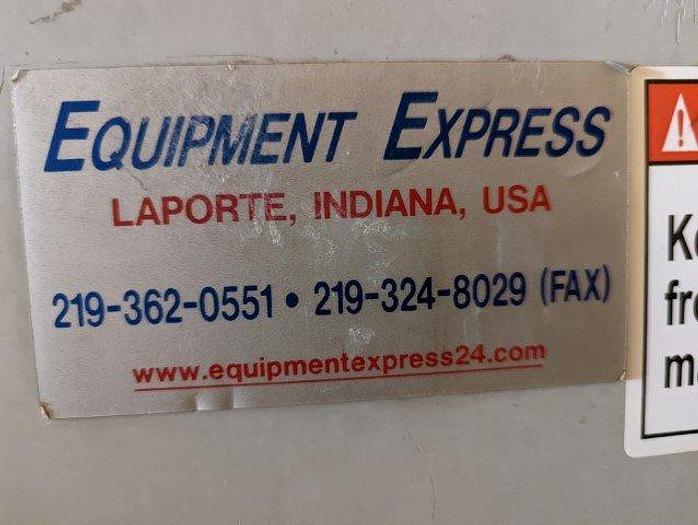 EQUIPMENT EXPRESS
LAPORTE, INDIANA, USA
219-362-0551 • 219-324-8029 (FAX)
www.equipmentexpress24.com